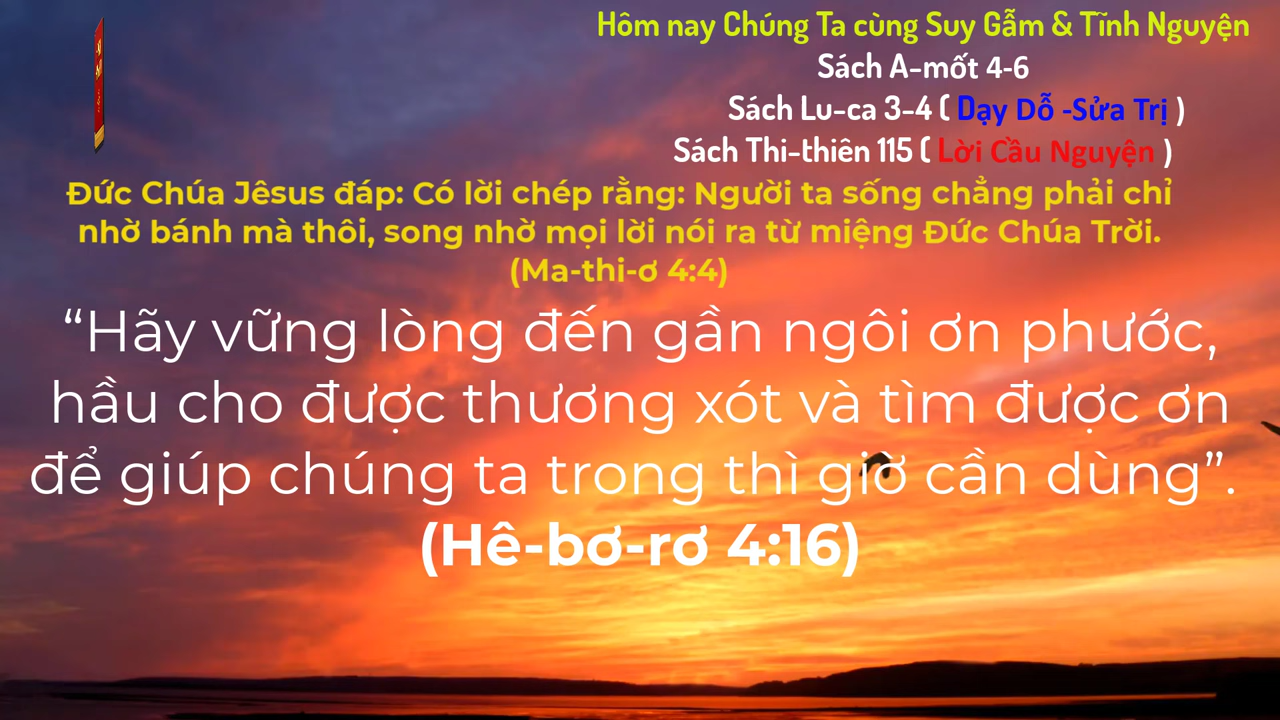 Hôm nay Chúng Ta cùng Suy Gẫm & Tĩnh Nguyện
Sách A-mốt 4-6
Sách Lu-ca 3-4 ( Dạy Dỗ -Sửa Trị )
Sách Thi-thiên 115 ( Lời Cầu Nguyện )
Đức Chúa Jêsus đáp: Có lời chép rằng: Người ta sống chẳng phải chỉ
nhờ bánh mà thôi, song nhờ mọi lời nói ra từ miệng Đức Chúa Trời.
(Ma-thi-ơ 4:4)
“Hãy vững lòng đến gần ngôi ơn phước,
hầu cho được thương xót và tìm được ơn
để giúp chúng ta trong thì giờ cần dùng”.
(Hê-bơ-rơ 4:16)